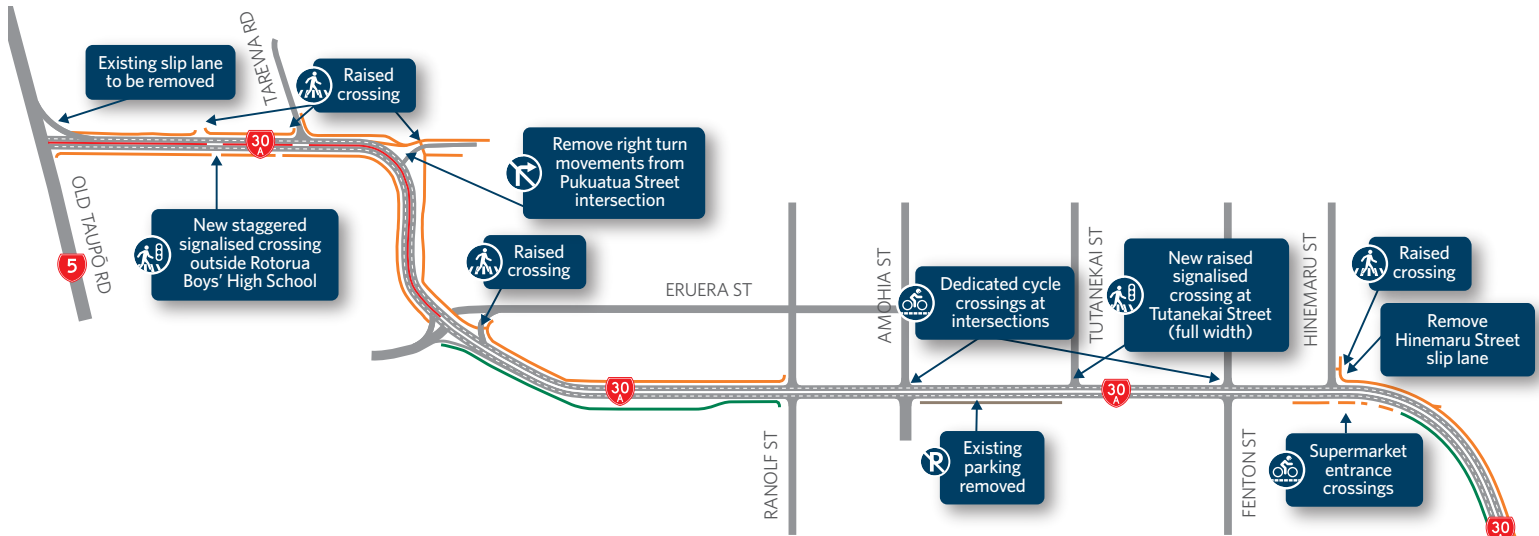 Existing slip lane
to be removed
TAREWA RD
Raised
crossing
30
A
Remove right turn
movements from
Pukuatua Street
intersection
OLD TAUPŌ RD
5
New staggered
signalised crossing
outside Rotorua
Boys' High School
Raised
crossing
ERUERA ST
AMOHIA ST
Dedicated cycle
crossings at
intersections
TUTANEKAI ST
New raised
signalised
crossing at
Tutanekai Street
(full width)
HINEMARU ST
Raised
crossing
Remove
Hinemaru Street
slip lane
30
A
30
A
RANOLF ST
R
Existing
parking
removed
FENTON ST
Supermarket
entrance
crossings
30